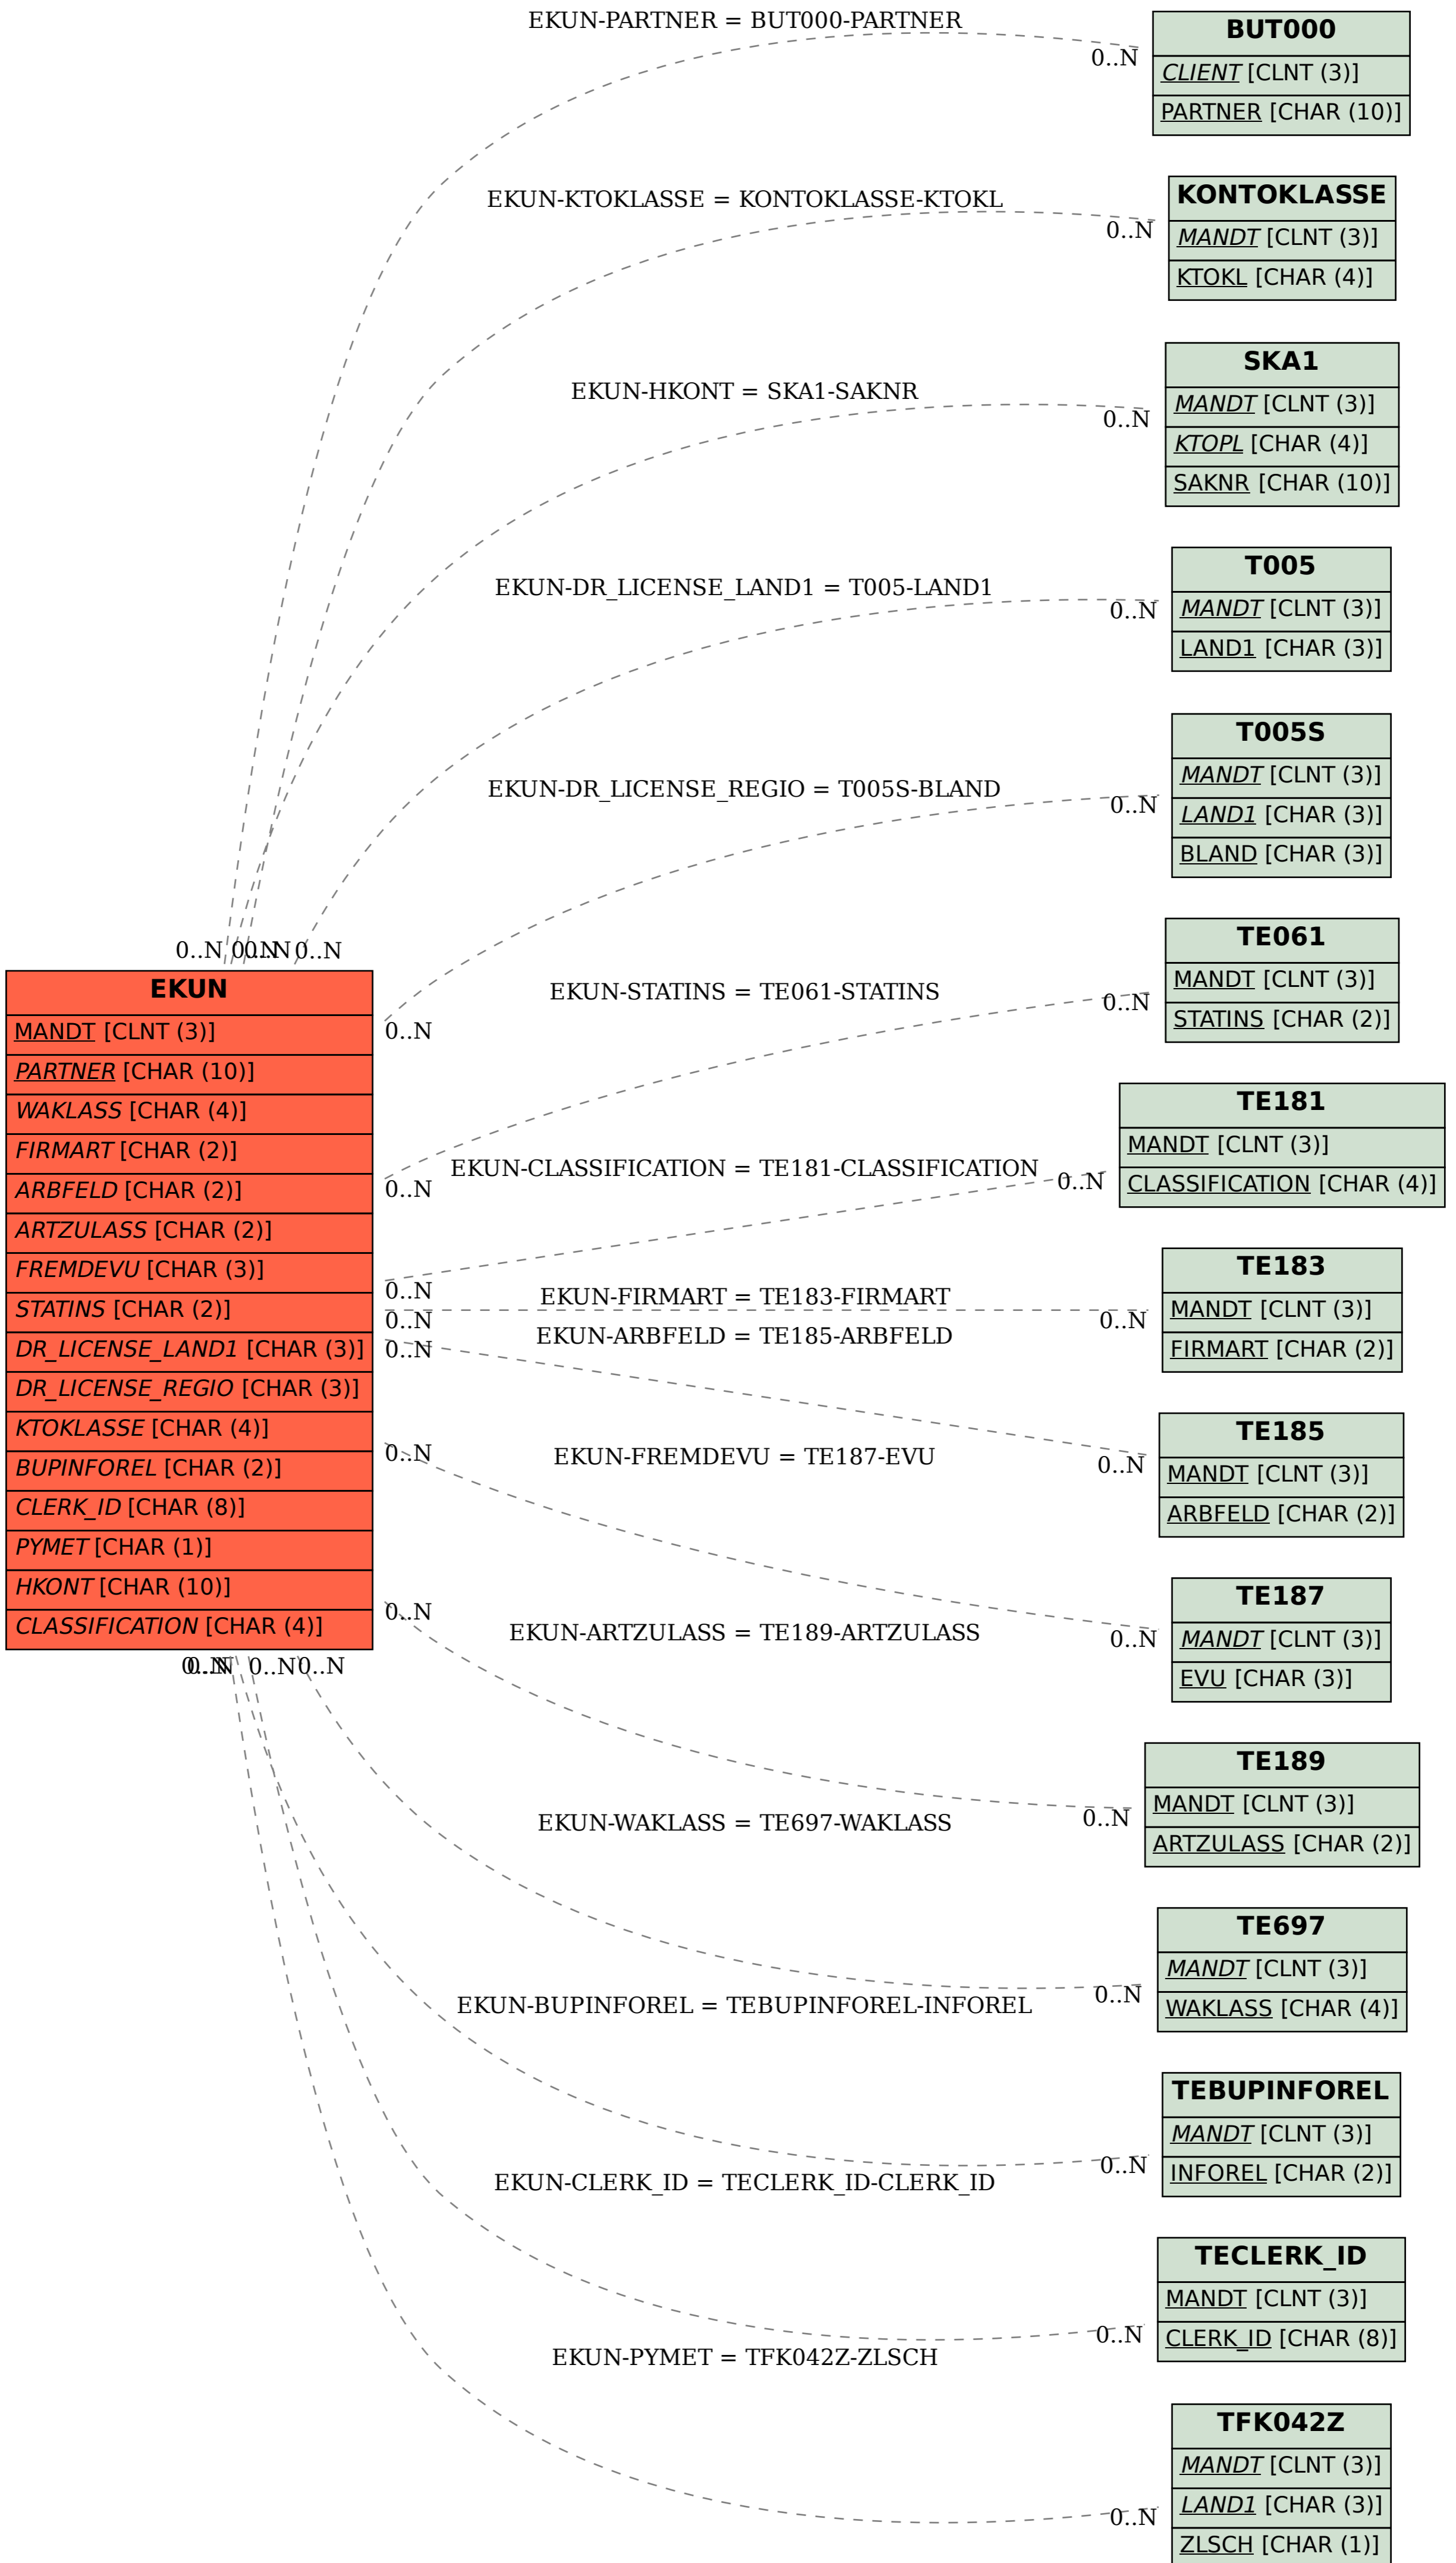 EKUN-PARTNER = BUT000-PARTNER
0..N
BUT000
CLIENT [CLNT (3)]
PARTNER [CHAR (10)]
EKUN-KTOKLASSE = KONTOKLASSE-KTOKL
0..N
KONTOKLASSE
MANDT [CLNT (3)]
KTOKL [CHAR (4)]
EKUN-HKONT = SKA1-SAKNR
0..N
SKA1
MANDT [CLNT (3)]
KTOPL [CHAR (4)]
SAKNR [CHAR (10)]
EKUN-DR_LICENSE_LAND1 = T005-LAND1
0..N
T005
MANDT [CLNT (3)]
LAND1 [CHAR (3)]
EKUN-DR_LICENSE_REGIO = T005S-BLAND
0..N
T005S
MANDT [CLNT (3)]
LAND1 [CHAR (3)]
BLAND [CHAR (3)]
0..N 0..N 0..N 0..N
EKUN
MANDT [CLNT (3)]
PARTNER [CHAR (10)]
WAKLASS [CHAR (4)]
FIRMART [CHAR (2)]
ARBFELD [CHAR (2)]
ARTZULASS [CHAR (2)]
FREMDEVU [CHAR (3)]
STATINS [CHAR (2)]
DR_LICENSE_LAND1 [CHAR (3)]
DR_LICENSE_REGIO [CHAR (3)]
KTOKLASSE [CHAR (4)]
BUPINFOREL [CHAR (2)]
CLERK_ID [CHAR (8)]
PYMET [CHAR (1)]
HKONT [CHAR (10)]
CLASSIFICATION [CHAR (4)]
0..N
0..N
0..N
0..N
0..N
0..N
0..N
0..N 0..N 0..N 0..N
EKUN-STATINS = TE061-STATINS
0..N
TE061
MANDT [CLNT (3)]
STATINS [CHAR (2)]
EKUN-CLASSIFICATION = TE181-CLASSIFICATION
0..N
TE181
MANDT [CLNT (3)]
CLASSIFICATION [CHAR (4)]
EKUN-FIRMART = TE183-FIRMART
0..N
TE183
MANDT [CLNT (3)]
FIRMART [CHAR (2)]
EKUN-ARBFELD = TE185-ARBFELD
0..N
TE185
MANDT [CLNT (3)]
ARBFELD [CHAR (2)]
EKUN-FREMDEVU = TE187-EVU
0..N
TE187
MANDT [CLNT (3)]
EVU [CHAR (3)]
EKUN-ARTZULASS = TE189-ARTZULASS
0..N
TE189
MANDT [CLNT (3)]
ARTZULASS [CHAR (2)]
EKUN-WAKLASS = TE697-WAKLASS
0..N
TE697
MANDT [CLNT (3)]
WAKLASS [CHAR (4)]
EKUN-BUPINFOREL = TEBUPINFOREL-INFOREL
0..N
TEBUPINFOREL
MANDT [CLNT (3)]
INFOREL [CHAR (2)]
EKUN-CLERK_ID = TECLERK_ID-CLERK_ID
0..N
TECLERK_ID
MANDT [CLNT (3)]
CLERK_ID [CHAR (8)]
EKUN-PYMET = TFK042Z-ZLSCH
0..N
TFK042Z
MANDT [CLNT (3)]
LAND1 [CHAR (3)]
ZLSCH [CHAR (1)]